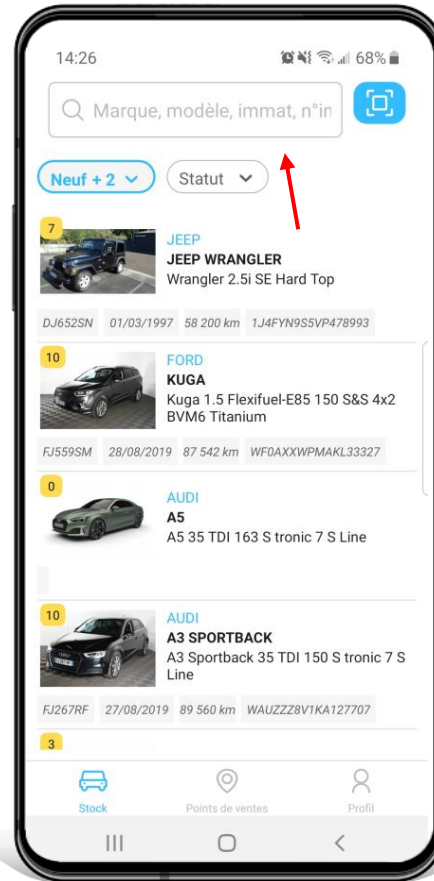 14:26 68%
Marque, modèle, immat, n°in
Neuf + 2 Statut
7
JEEP
JEEP WRANGLER
Wrangler 2.5i SE Hard Top
DJ652SN 01/03/1997 58 200 km 1J4FYN9S5VP478993
10
FORD
KUGA
Kuga 1.5 Flexifuel-E85 150 S&S 4x2
BVM6 Titanium
FJ559SM 28/08/2019 87 542 km WF0AXXWPMAKL33327
0
AUDI
A5
A5 35 TDI 163 S tronic 7 S Line
10
AUDI
A3 SPORTBACK
A3 Sportback 35 TDI 150 S tronic 7 S
Line
FJ267RF 27/08/2019 89 560 km WAUZZZ8V1KA127707
3
Stock Points de ventes Profil